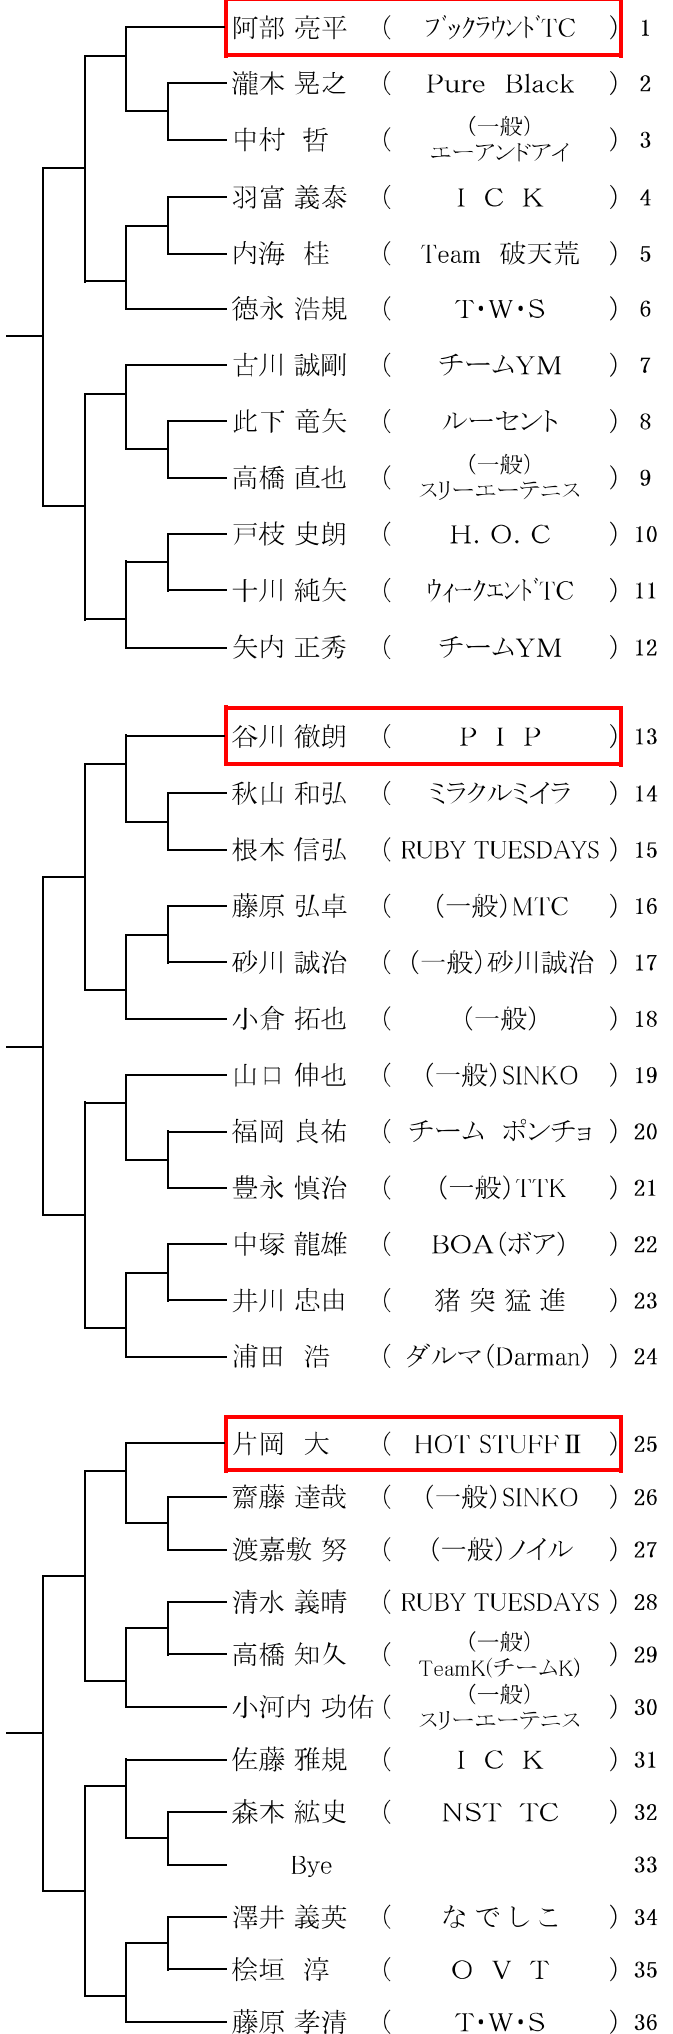 阿部 亮平 ( ブックラウンドTC ) 1
瀧本 晃之 ( Pure Black ) 2
中村 哲 ( (一般) エーアンドアイ ) 3
羽富 義泰 ( I C K ) 4
内海 桂 ( Team 破天荒 ) 5
徳永 浩規 ( T・W・S ) 6
古川 誠剛 ( チームYM ) 7
此下 竜矢 ( ルーセント ) 8
高橋 直也 ( (一般) スリーエーテニス ) 9
戸枝 史朗 ( H.O.C ) 10
十川 純矢 ( ウィークエンドTC ) 11
矢内 正秀 ( チームYM ) 12
谷川 徹朗 ( P I P ) 13
秋山 和弘 ( ミラクルミイラ ) 14
根本 信弘 ( RUBY TUESDAYS ) 15
藤原 弘卓 ( (一般)MTC ) 16
砂川 誠治 ( (一般)砂川誠治 ) 17
小倉 拓也 ( (一般) ) 18
山口 伸也 ( (一般)SINKO ) 19
福岡 良祐 ( チーム ポンチョ ) 20
豊永 慎治 ( (一般)TTK ) 21
中塚 龍雄 ( BOA(ボア) ) 22
井川 忠由 ( 猪突猛進 ) 23
浦田 浩 ( ダルマ(Darman) ) 24
片岡 大 ( HOT STUFFⅡ ) 25
齋藤 達哉 ( (一般)SINKO ) 26
渡嘉敷 努 ( (一般)ノイル ) 27
清水 義晴 ( RUBY TUESDAYS ) 28
高橋 知久 ( (一般) TeamK(チームK) ) 29
小河内 功佑 ( (一般) スリーエーテニス ) 30
佐藤 雅規 ( I C K ) 31
森木 紘史 ( NST TC ) 32
Bye 33
澤井 義英 ( なでしこ ) 34
桧垣 淳 ( O V T ) 35
藤原 孝清 ( T・W・S ) 36